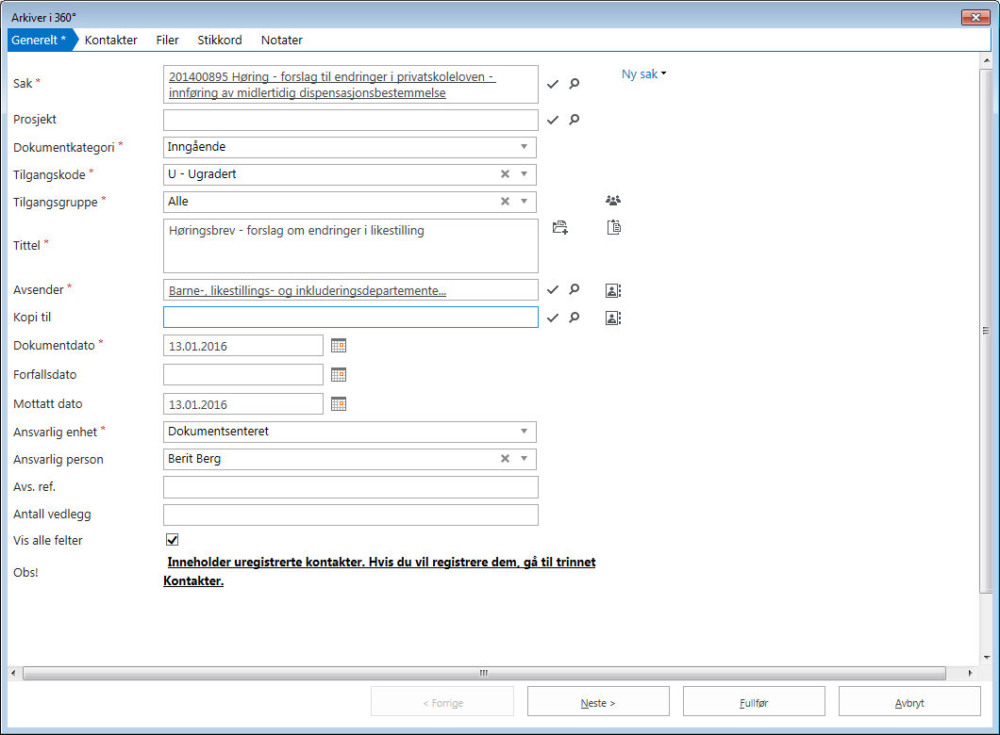 Arkiver i 360°
Generelt * Kontakter Filer Stikkord Notater
Sak * 201400895 Høring - forslag til endringer i privatskoleloven -
innføring av midlertidig dispensasjonsbestemmelse
Ny sak
Prosjekt
Dokumentkategori * Inngående
Tilgangskode * U - Ugradert
Tilgangsgruppe * Alle
Tittel * Høringsbrev - forslag om endringer i likestilling
Avsender * Barne-, likestillings- og inkluderingsdepartemente...
Kopi til
Dokumentdato * 13.01.2016
Forfallsdato
Mottatt dato 13.01.2016
Ansvarlig enhet * Dokumentsenteret
Ansvarlig person Berit Berg
Avs. ref.
Antall vedlegg
Vis alle felter
Obs! Inneholder uregistrerte kontakter. Hvis du vil registrere dem, gå til trinnet
Kontakter.
< Forrige Neste > Fullfør Avbryt